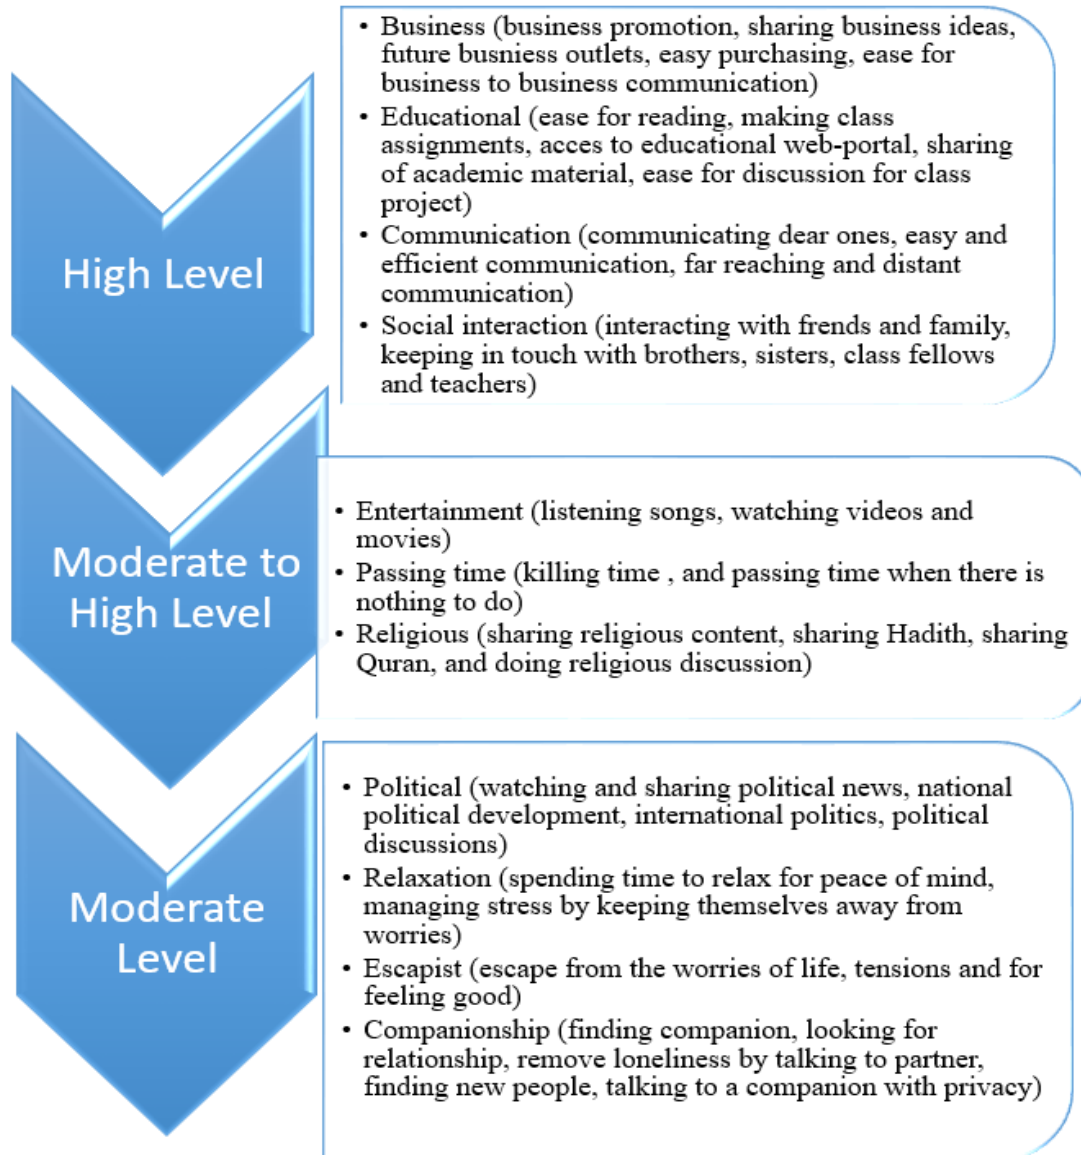 High Level
• Business (business promotion, sharing business ideas,
future busniess outlets, easy purchasing, ease for
business to business communication)
• Educational (ease for reading, making class
assignments, acces to educational web-portal, sharing
of academic material, ease for discussion for class
project)
• Communication (communicating dear ones, easy and
efficient communication, far reaching and distant
communication)
• Social interaction (interacting with frends and family,
keeping in touch with brothers, sisters, class fellows
and teachers)
Moderate to
High Level
• Entertainment (listening songs, watching videos and
movies)
• Passing time (killing time , and passing time when there is
nothing to do)
• Religious (sharing religious content, sharing Hadith, sharing
Quran, and doing religious discussion)
Moderate
Level
• Political (watching and sharing political news, national
political development, international politics, political
discussions)
• Relaxation (spending time to relax for peace of mind,
managing stress by keeping themselves away from
worries)
• Escapist (escape from the worries of life, tensions and for
feeling good)
• Companionship (finding companion, looking for
relationship, remove loneliness by talking to partner,
finding new people, talking to a companion with privacy)